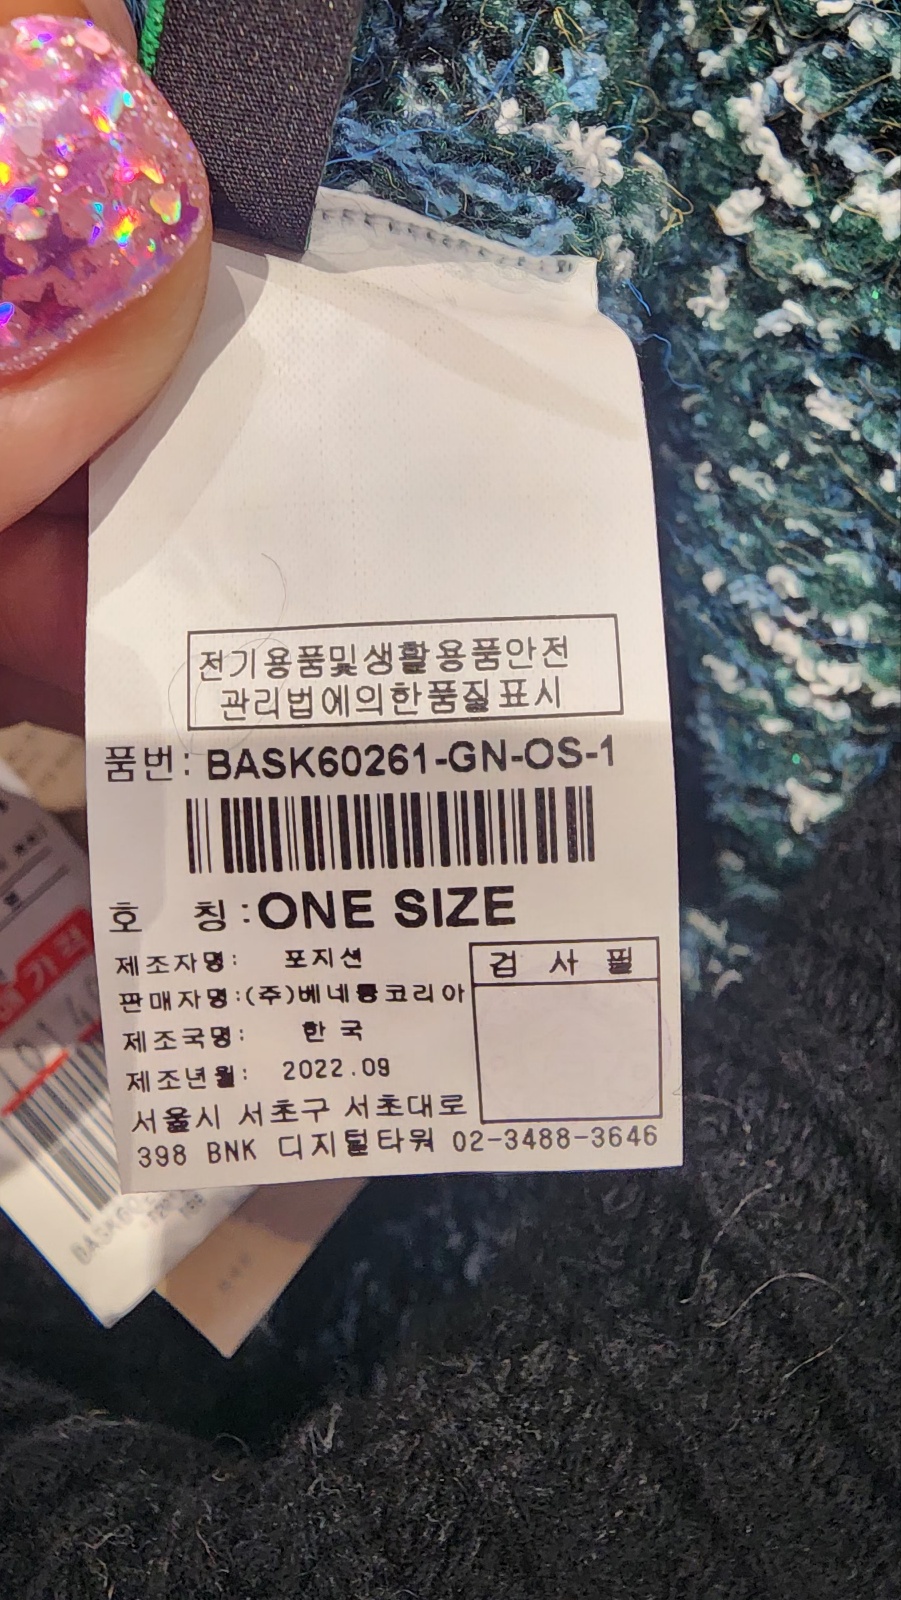 전기용품및생활용품안전
관리법에의한품질표시
품번: BASK60261-GN-OS-1
호 칭:ONE SIZE
제조자명: 포지션
판매자명:(주)베네통코리아
제조국명: 한 국
제조년월: 2022.09
검 사 필
서울시 서초구 서초대로
398 BNK 디지털타워 02-3488-3646